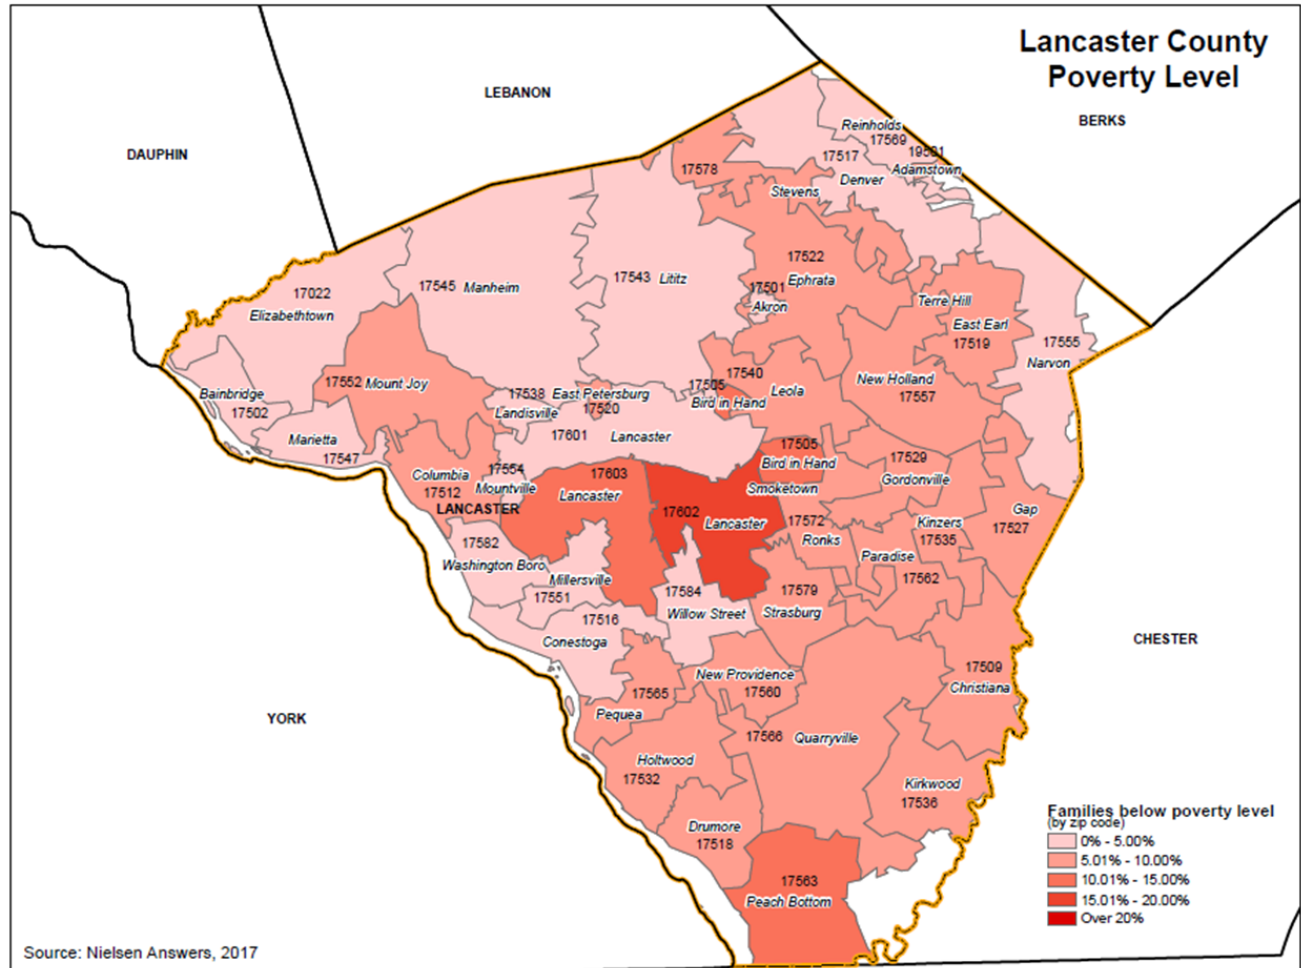 Lancaster County
Poverty Level
LEBANON
BERKS
DAUPHIN
Reinholds
17569
19501
17517
Adamstown
17578
Denver
Stevens
17522
Ephrata
17543 Lititz
17545 Manheim
17501
Akron
17022
Elizabethtown
Terre Hill
East Earl
17519
17555
Narvon
17552 Mount Joy
17540
Leola
New Holland
17557
17505
Bird in Hand
17538
Landisville
East Petersburg
17520
Bainbridge
17502
Marietta
17547
17601
Lancaster
17505
Bird in Hand
Smoketown
17529
Gordonville
17554
Mountville
17603
Lancaster
Columbia
17512
LANCASTER
17602
Lancaster
17572
Ronks
Kinzers
17535
Gap
17527
Paradise
17562
17582
Washington Boro
Millersville
17551
17584
Willow Street
17579
Strasburg
17516
Conestoga
CHESTER
17509
Christiana
New Providence
17560
17565
Pequea
YORK
17566
Quarryville
Holtwood
17532
Kirkwood
17536
Drumore
17518
17563
Peach Bottom
Families below poverty level
(by zip code)
0% - 5.00%
5.01% - 10.00%
10.01% - 15.00%
15.01% - 20.00%
Over 20%
Source: Nielsen Answers, 2017